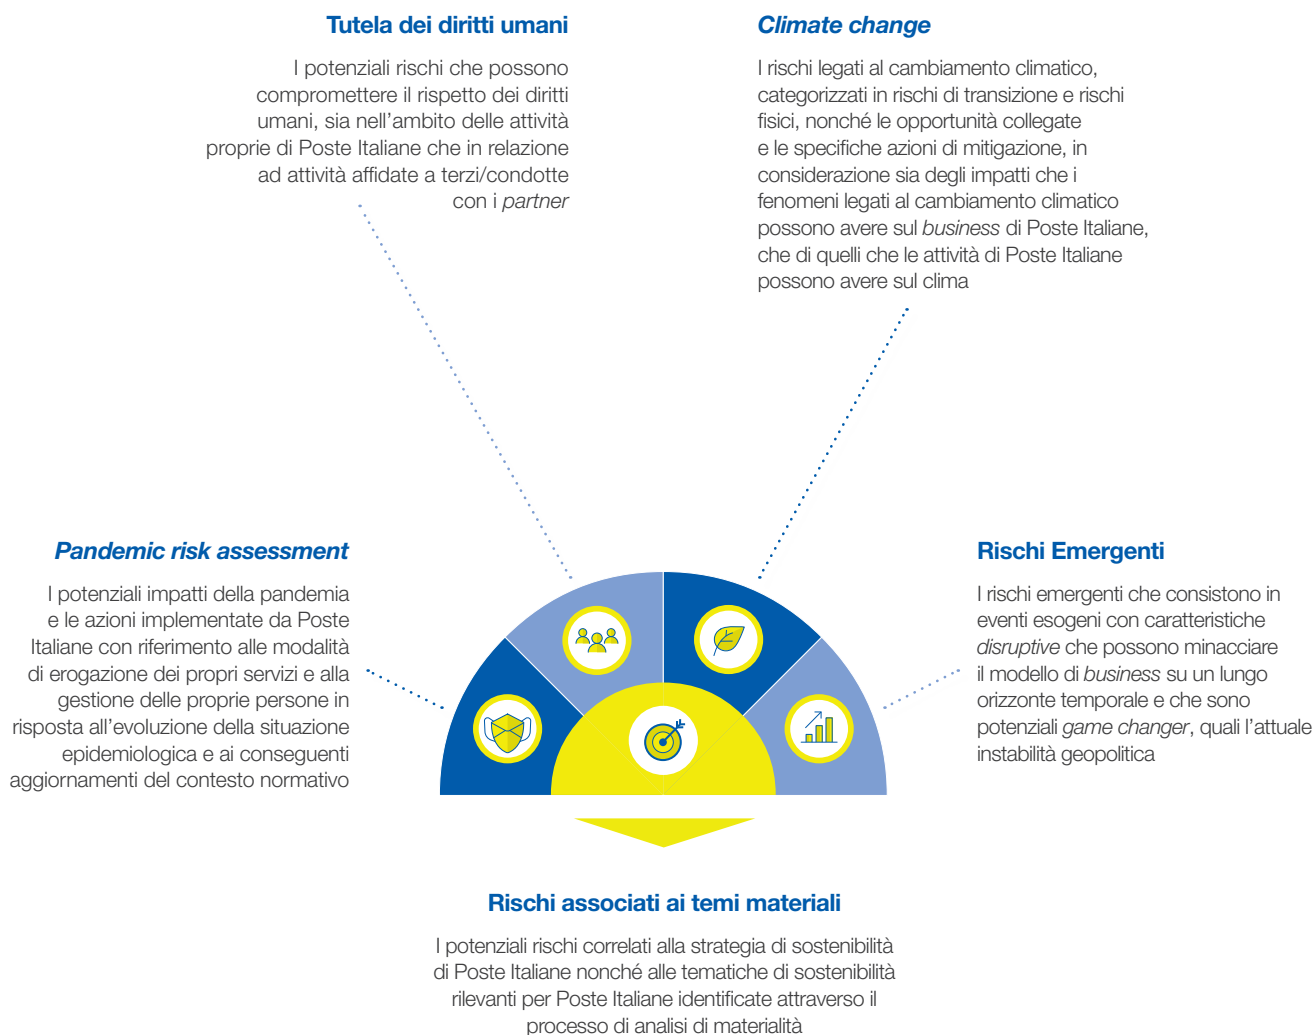 Tutela dei diritti umani
I potenziali rischi che possono
compromettere il rispetto dei diritti
umani, sia nell'ambito delle attività
proprie di Poste Italiane che in relazione
ad attività affidate a terzi/condotte
con i partner
Climate change
I rischi legati al cambiamento climatico,
categorizzati in rischi di transizione e rischi
fisici, nonché le opportunità collegate
e le specifiche azioni di mitigazione, in
considerazione sia degli impatti che i
fenomeni legati al cambiamento climatico
possono avere sul business di Poste Italiane,
che di quelli che le attività di Poste Italiane
possono avere sul clima
Pandemic risk assessment
I potenziali impatti della pandemia
e le azioni implementate da Poste
Italiane con riferimento alle modalità
di erogazione dei propri servizi e alla
gestione delle proprie persone in
risposta all'evoluzione della situazione
epidemiologica e ai conseguenti
aggiornamenti del contesto normativo
Rischi Emergenti
I rischi emergenti che consistono in
eventi esogeni con caratteristiche
disruptive che possono minacciare
il modello di business su un lungo
orizzonte temporale e che sono
potenziali game changer, quali l'attuale
instabilità geopolitica
Rischi associati ai temi materiali
I potenziali rischi correlati alla strategia di sostenibilità
di Poste Italiane nonché alle tematiche di sostenibilità
rilevanti per Poste Italiane identificate attraverso il
processo di analisi di materialità